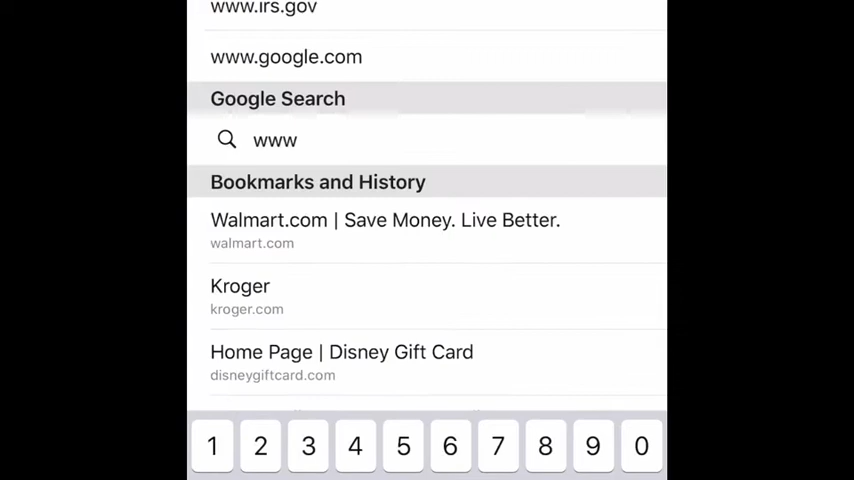 www.irs.gov
www.google.com
Google Search
www
Bookmarks and History
Walmart.com | Save Money. Live Better.
walmart.com
Kroger
kroger.com
Home Page | Disney Gift Card
disneygiftcard.com
1 2 3 4 5 6 7 8 9 0